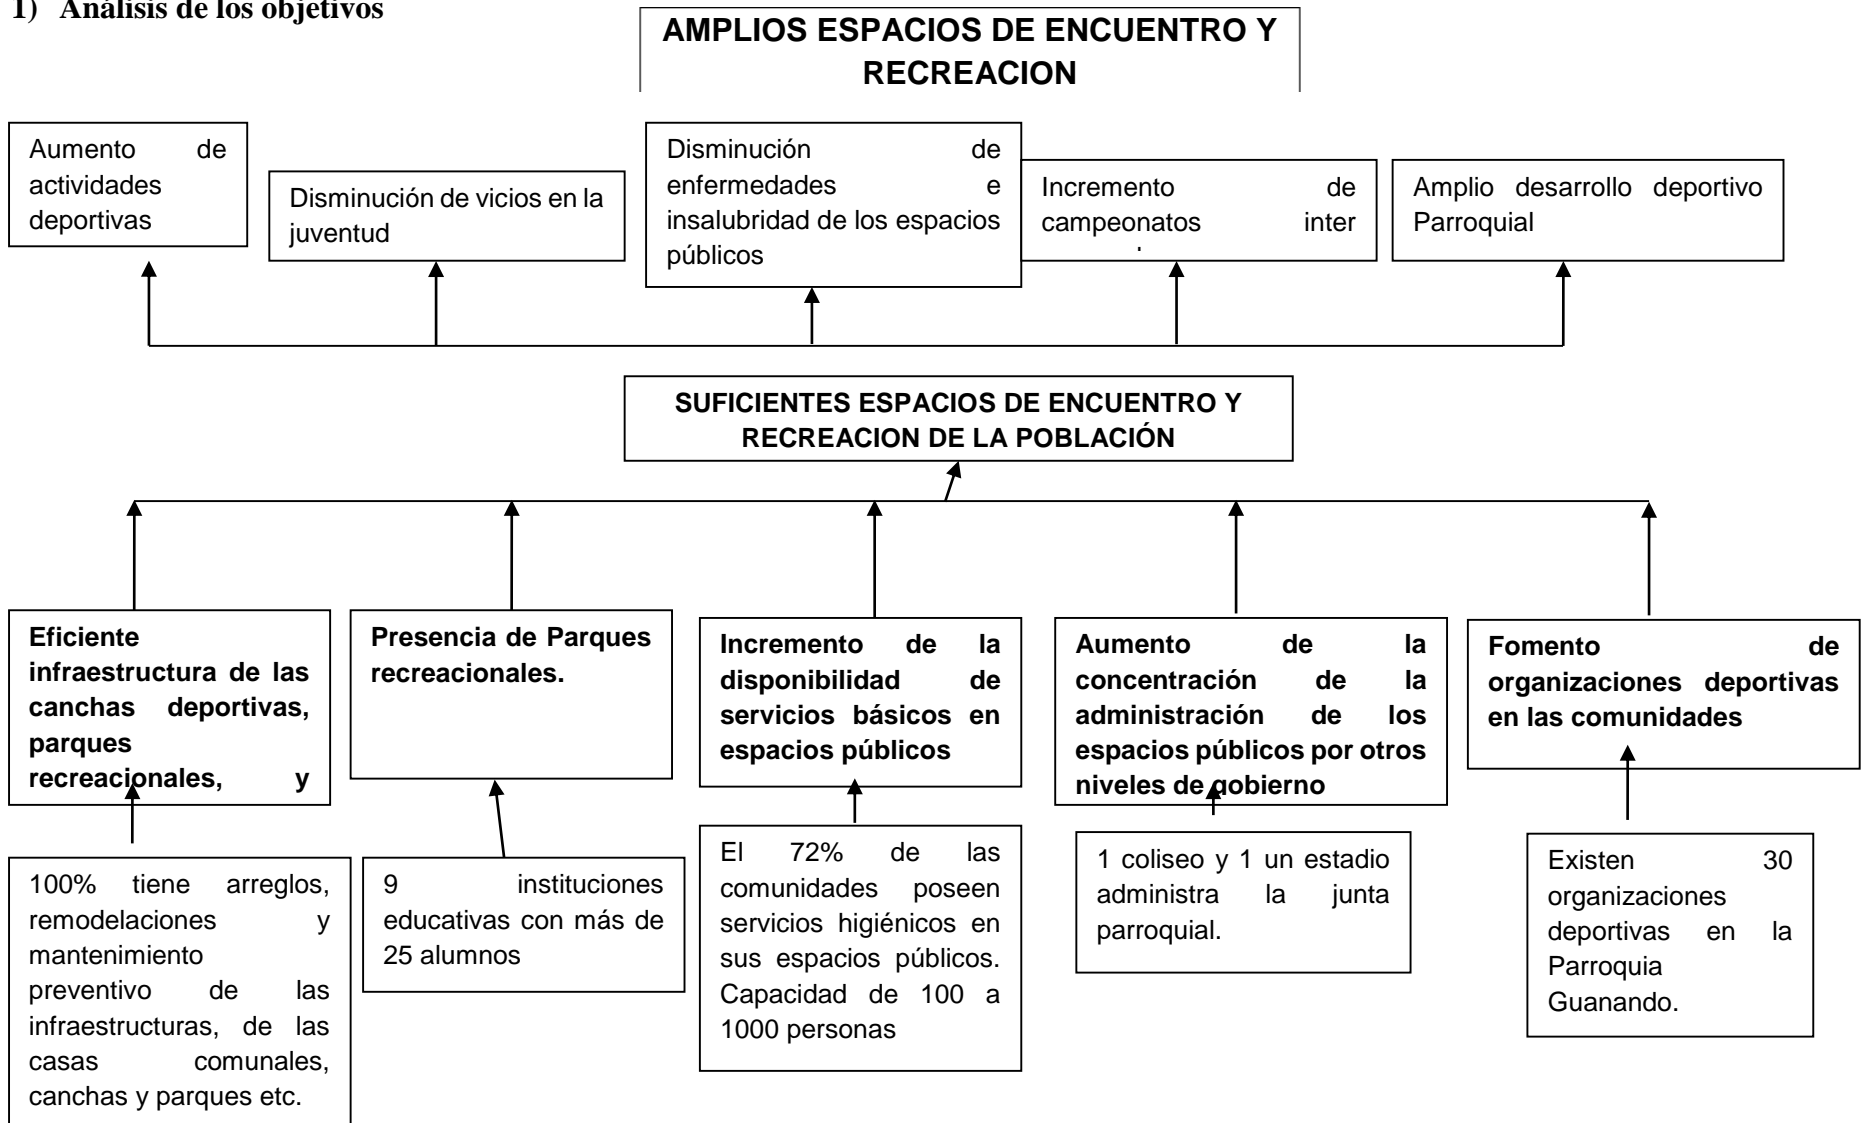 1) Análisis de los objetivos
AMPLIOS ESPACIOS DE ENCUENTRO Y
RECREACION
Aumento de
actividades
deportivas
Disminución de vicios en la
juventud
Disminución de
enfermedades e
insalubridad de los espacios
públicos
Incremento de
campeonatos inter
Amplio desarrollo deportivo
Parroquial
SUFICIENTES ESPACIOS DE ENCUENTRO Y
RECREACION DE LA POBLACIÓN
Eficiente
infraestructura de las
canchas deportivas,
parques
recreacionales, y
Presencia de Parques
recreacionales.
Incremento de la
disponibilidad de
servicios básicos en
espacios públicos
Aumento de la
concentración de la
administración de los
espacios públicos por otros
niveles de gobierno
Fomento de
organizaciones deportivas
en las comunidades
100% tiene arreglos,
remodelaciones y
mantenimiento
preventivo de las
infraestructuras, de las
casas comunales,
canchas y parques etc.
9 instituciones
educativas con más de
25 alumnos
El 72% de las
comunidades poseen
servicios higiénicos en
sus espacios públicos.
Capacidad de 100 a
1000 personas
1 coliseo y 1 un estadio
administra la junta
parroquial.
Existen 30
organizaciones
deportivas en la
Parroquia
Guanando.